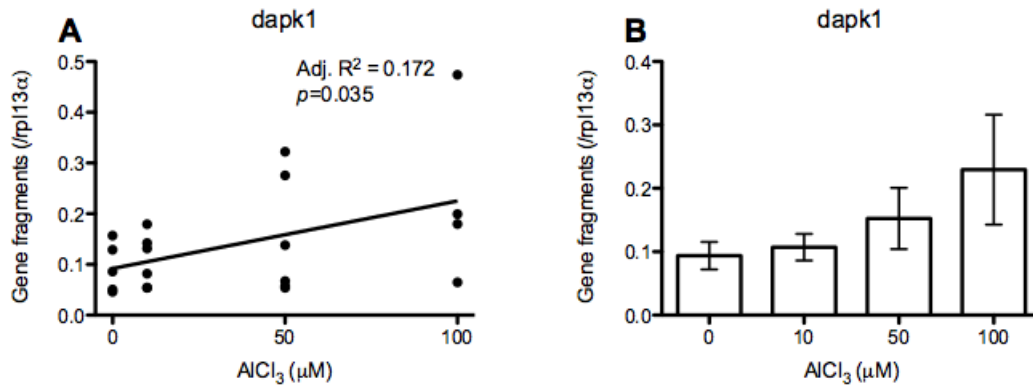 A
dapk1
Adj. R² = 0.172
p=0.035
Gene fragments (/rpl13α)
0.5
0.4
0.3
0.2
0.1
0.0
0 50 100
AlCl₃ (μM)
B
dapk1
Gene fragments (/rpl13α)
0.4
0.3
0.2
0.1
0.0
0 10 50 100
AlCl₃ (μM)